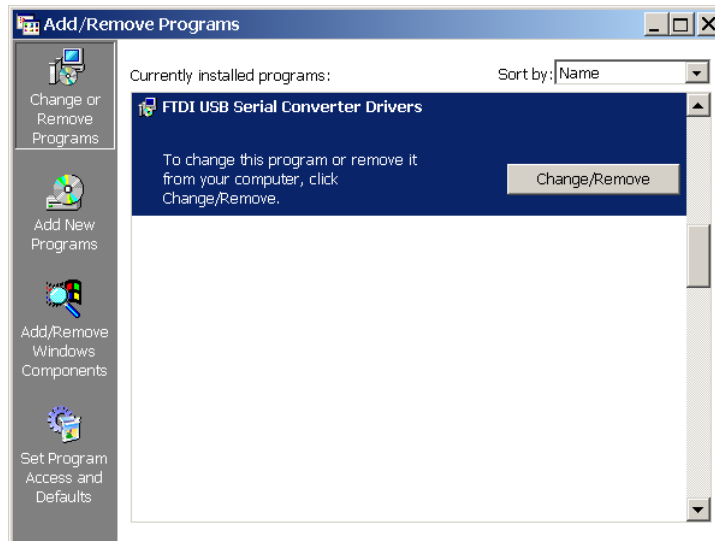 Add/Remove Programs
Change or
Remove
Programs
Add New
Programs
Add/Remove
Windows
Components
Set Program
Access and
Defaults
Currently installed programs:
Sort by: Name
FTDI USB Serial Converter Drivers
To change this program or remove it
from your computer, click
Change/Remove.
Change/Remove